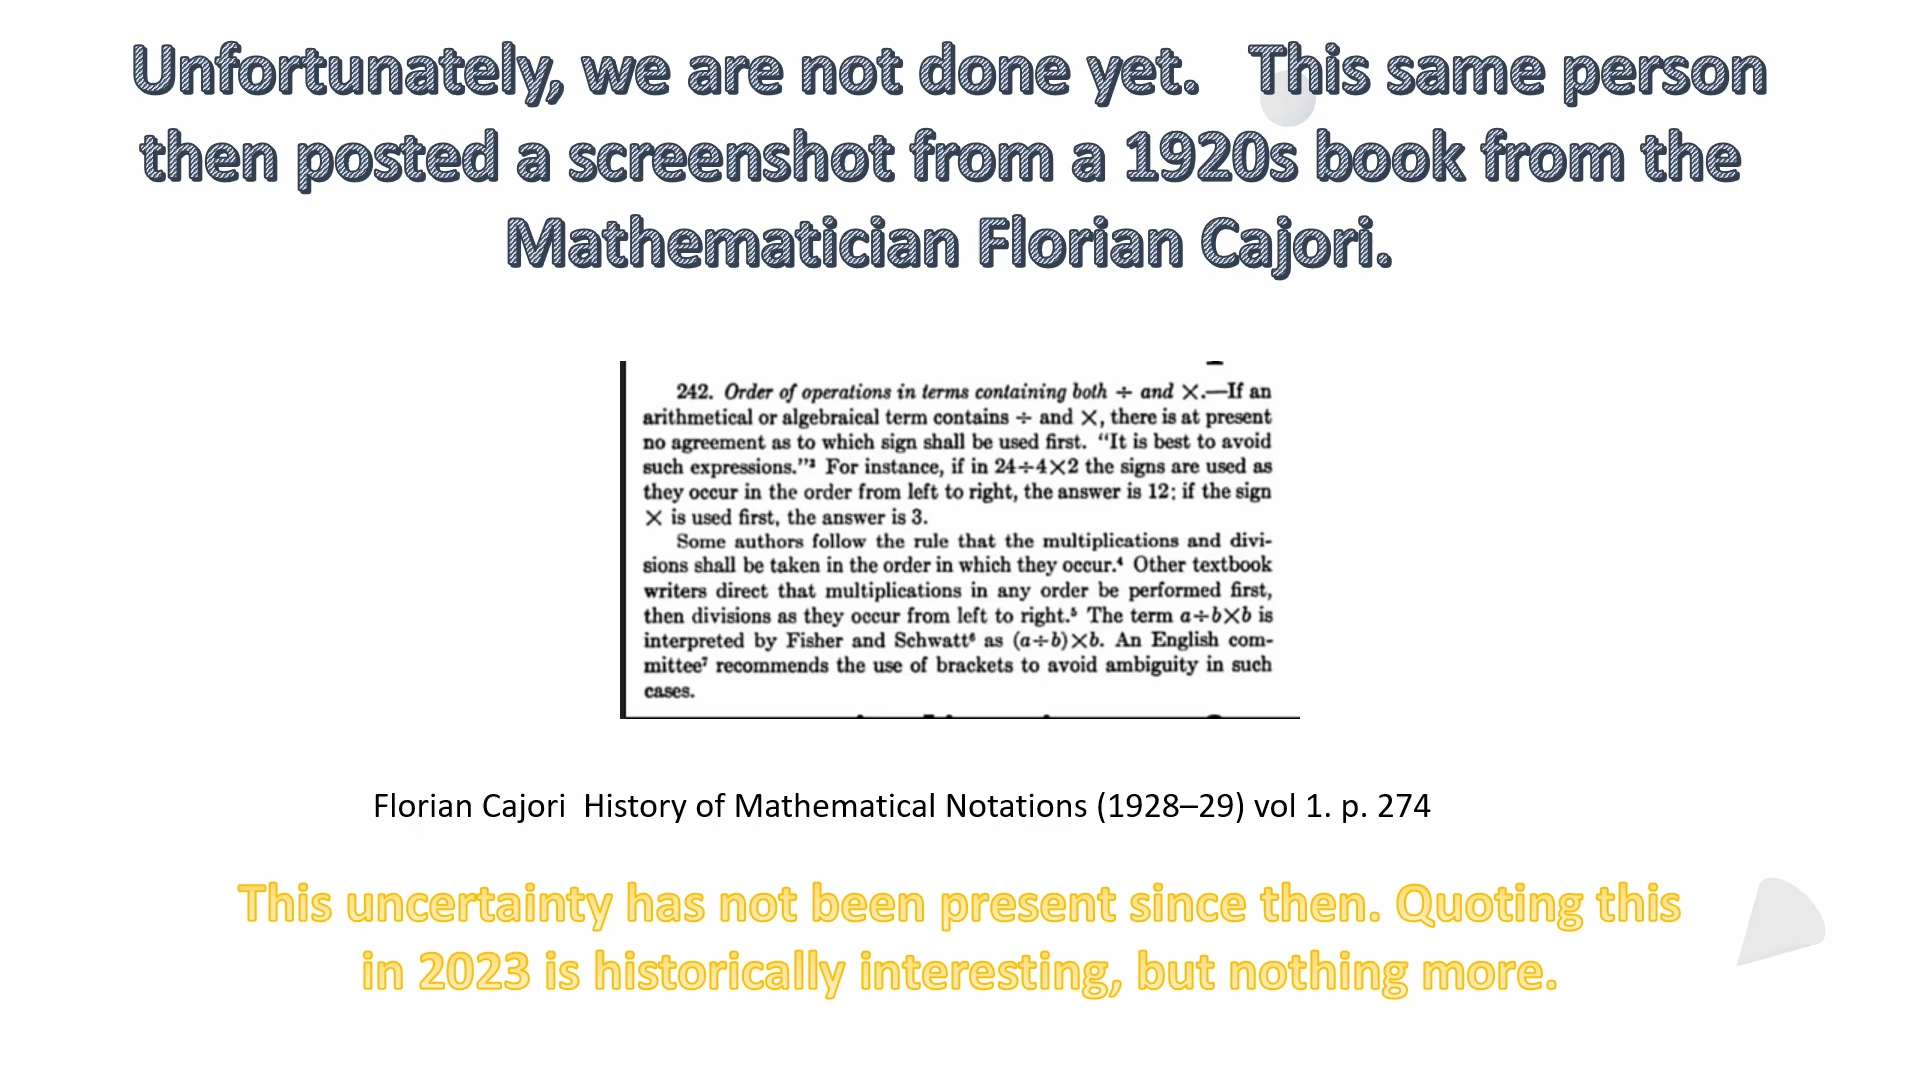 Unfortunately, we are not done yet.   This same person
then posted a screenshot from a 1920s book from the
Mathematician Florian Cajori.
242. Order of operations in terms containing both ÷ and ×.—If an
arithmetical or algebraical term contains ÷ and ×, there is at present
no agreement as to which sign shall be used first. “It is best to avoid
such expressions.”³ For instance, if in 24÷4×2 the signs are used as
they occur in the order from left to right, the answer is 12; if the sign
× is used first, the answer is 3.
Some authors follow the rule that the multiplications and divi-
sions shall be taken in the order in which they occur.⁴ Other textbook
writers direct that multiplications in any order be performed first,
then divisions as they occur from left to right.⁵ The term a÷b×b is
interpreted by Fisher and Schwatt⁶ as (a÷b)×b. An English com-
mittee⁷ recommends the use of brackets to avoid ambiguity in such
cases.
Florian Cajori  History of Mathematical Notations (1928–29) vol 1. p. 274
This uncertainty has not been present since then. Quoting this
in 2023 is historically interesting, but nothing more.